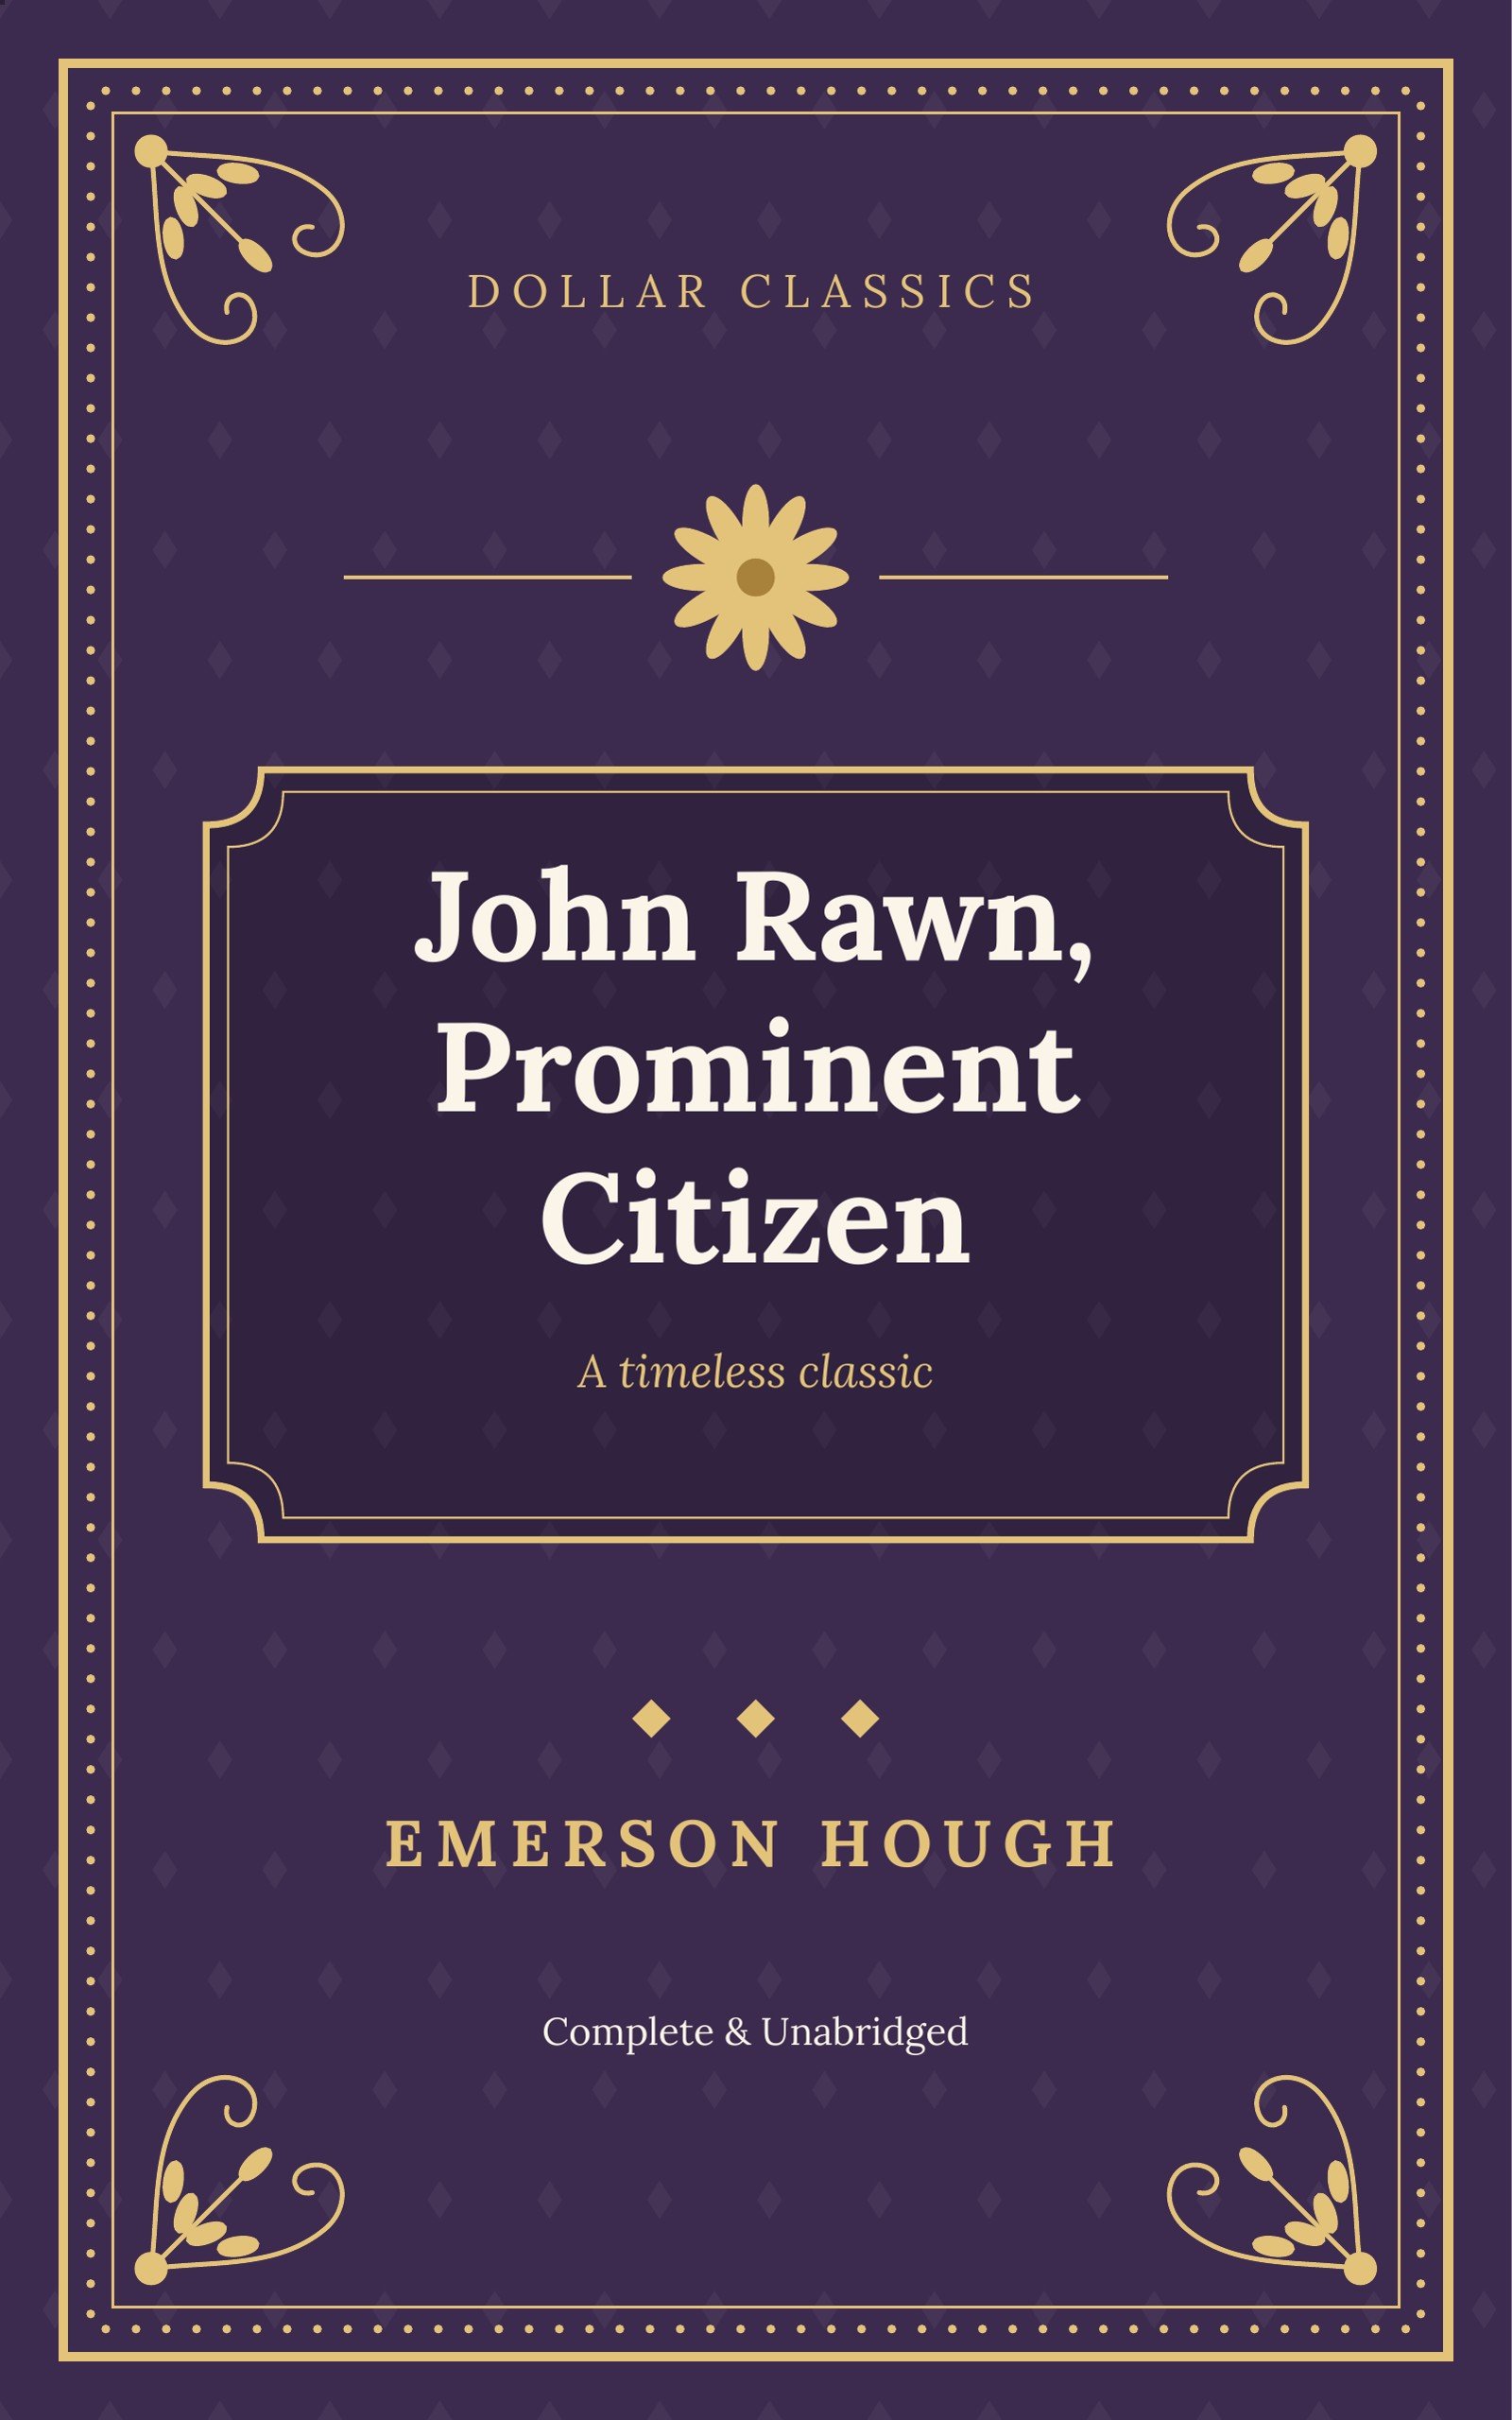 DOLLAR CLASSICS
John Rawn,
Prominent
Citizen
A timeless classic
EMERSON HOUGH
Complete & Unabridged